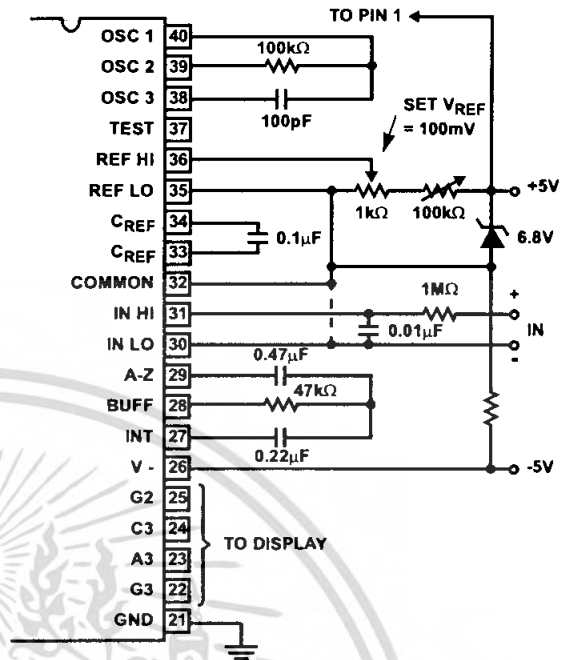 TO PIN 1
OSC 1 40
100kΩ
OSC 2 39
OSC 3 38
100pF
TEST 37
SET VREF
= 100mV
REF HI 36
REF LO 35
+5V
1kΩ
100kΩ
CREF 34
6.8V
0.1μF
CREF 33
COMMON 32
1MΩ
+
IN HI 31
0.01μF
IN
IN LO 30
-
0.47μF
A-Z 29
47kΩ
BUFF 28
INT 27
0.22μF
V - 26
-5V
G2 25
C3 24
TO DISPLAY
A3 23
G3 22
GND 21